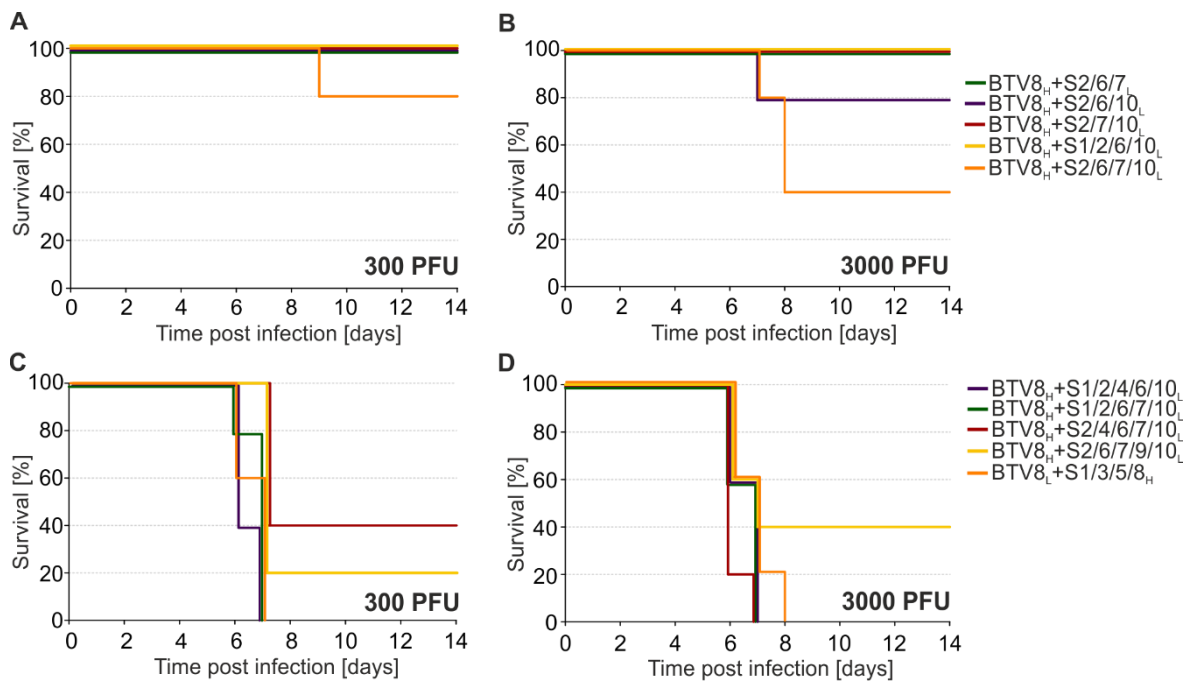 A
100
80
60
40
20
0
Survival [%]
300 PFU
0 2 4 6 8 10 12 14
Time post infection [days]
B
100
80
60
40
20
0
Survival [%]
3000 PFU
0 2 4 6 8 10 12 14
Time post infection [days]
BTV8H+S2/6/7L
BTV8H+S2/6/10L
BTV8H+S2/7/10L
BTV8H+S1/2/6/10L
BTV8H+S2/6/7/10L
C
100
80
60
40
20
0
Survival [%]
300 PFU
0 2 4 6 8 10 12 14
Time post infection [days]
D
100
80
60
40
20
0
Survival [%]
3000 PFU
0 2 4 6 8 10 12 14
Time post infection [days]
BTV8H+S1/2/4/6/10L
BTV8H+S1/2/6/7/10L
BTV8H+S2/4/6/7/10L
BTV8H+S2/6/7/9/10L
BTV8L+S1/3/5/8H